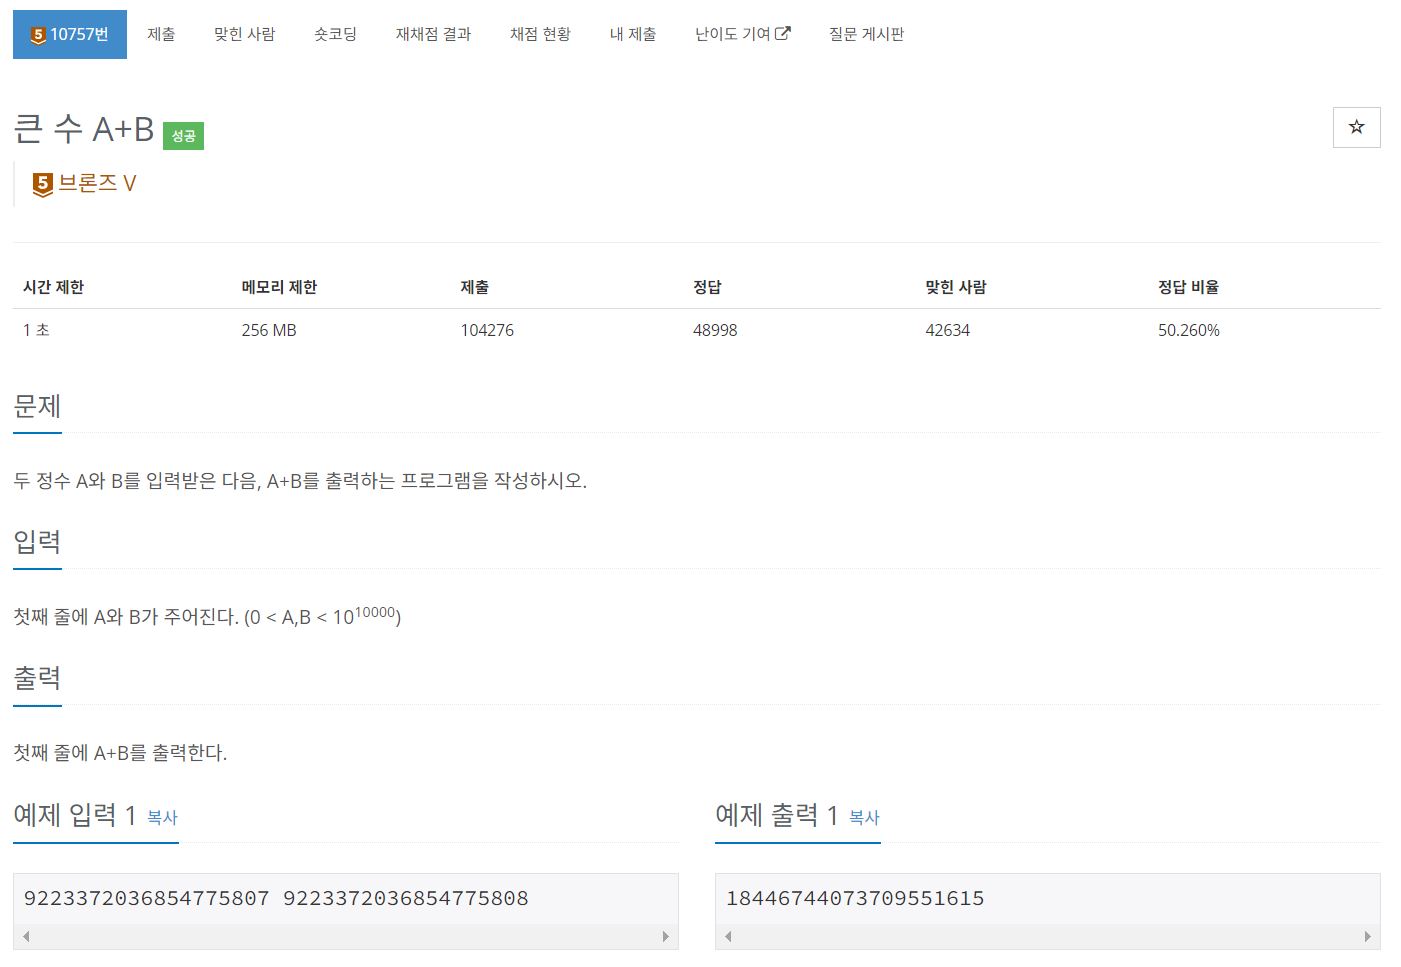 5 10757번 제출 맞힌 사람 숏코딩 재채점 결과 채점 현황 내 제출 난이도 기여 질문 게시판
큰 수 A+B 성공 ☆
5 브론즈 V
시간 제한 메모리 제한 제출 정답 맞힌 사람 정답 비율
1 초 256 MB 104276 48998 42634 50.260%
문제
두 정수 A와 B를 입력받은 다음, A+B를 출력하는 프로그램을 작성하시오.
입력
첫째 줄에 A와 B가 주어진다. (0 < A,B < 10^10000)
출력
첫째 줄에 A+B를 출력한다.
예제 입력 1 복사 예제 출력 1 복사
9223372036854775807 9223372036854775808 18446744073709551615